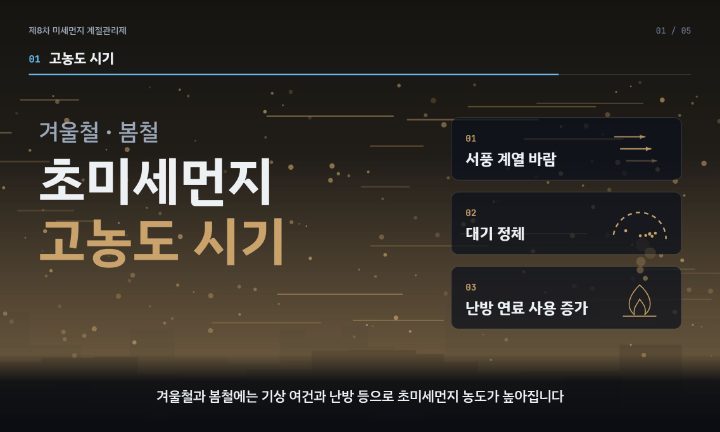 제8차 미세먼지 계절관리제
01 / 05
01 고농도 시기
겨울철 · 봄철
초미세먼지
고농도 시기
01
서풍 계열 바람
02
대기 정체
03
난방 연료 사용 증가
겨울철과 봄철에는 기상 여건과 난방 등으로 초미세먼지 농도가 높아집니다